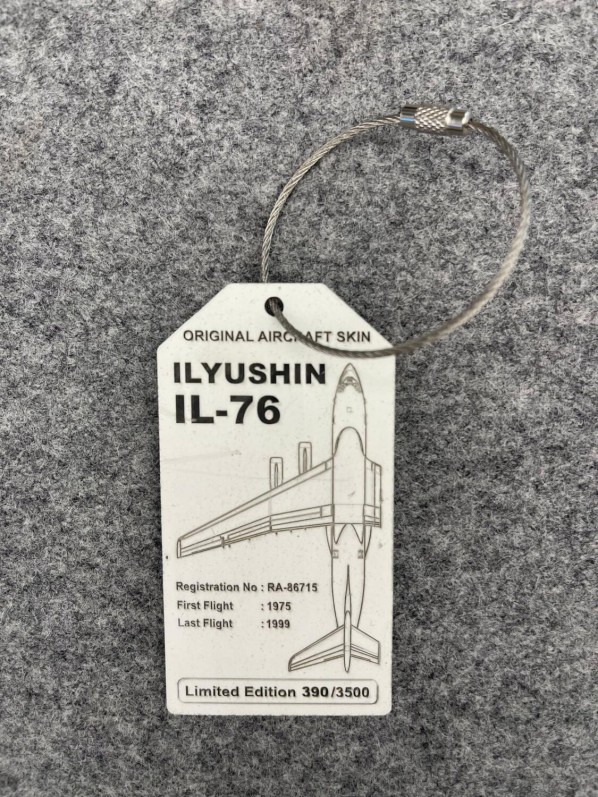 ORIGINAL AIRCRAFT SKIN
ILYUSHIN
IL-76
Registration No : RA-86715
First Flight : 1975
Last Flight : 1999
Limited Edition 390/3500